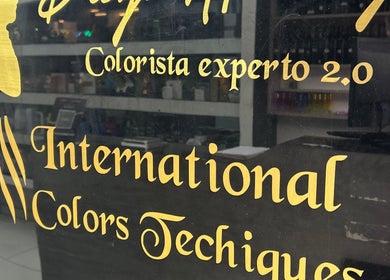 Colorista experto 2.0
International
Colors Techiques